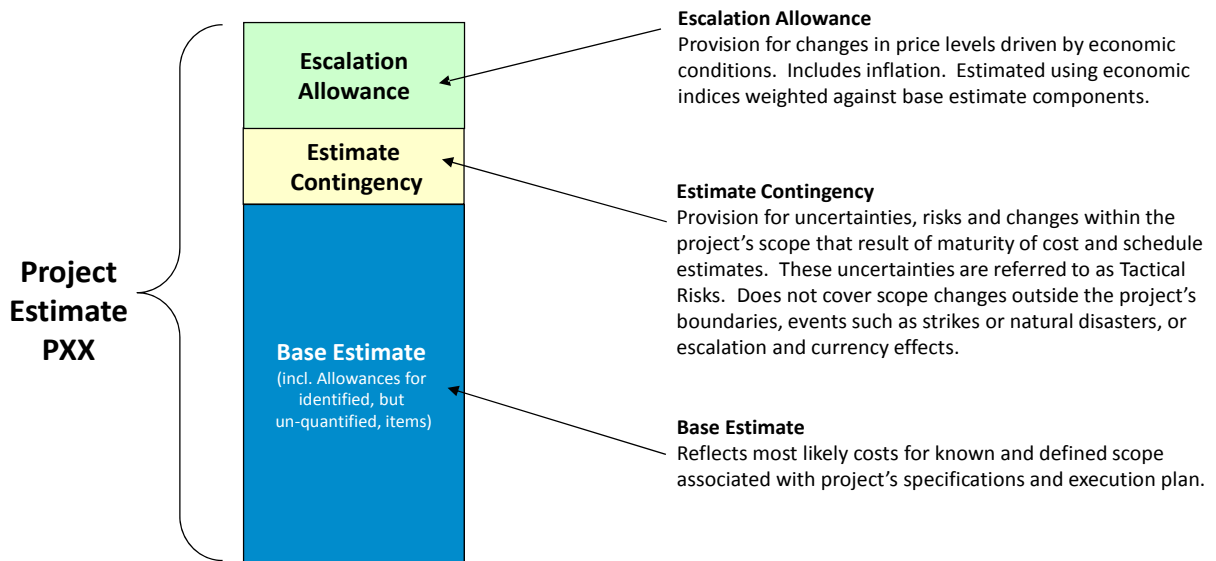 Project
Estimate
PXX
Escalation
Allowance
Estimate
Contingency
Base Estimate
(incl. Allowances for
identified, but
un-quantified, items)
Escalation Allowance
Provision for changes in price levels driven by economic
conditions.  Includes inflation.  Estimated using economic
indices weighted against base estimate components.
Estimate Contingency
Provision for uncertainties, risks and changes within the
project’s scope that result of maturity of cost and schedule
estimates.  These uncertainties are referred to as Tactical
Risks.  Does not cover scope changes outside the project’s
boundaries, events such as strikes or natural disasters, or
escalation and currency effects.
Base Estimate
Reflects most likely costs for known and defined scope
associated with project’s specifications and execution plan.